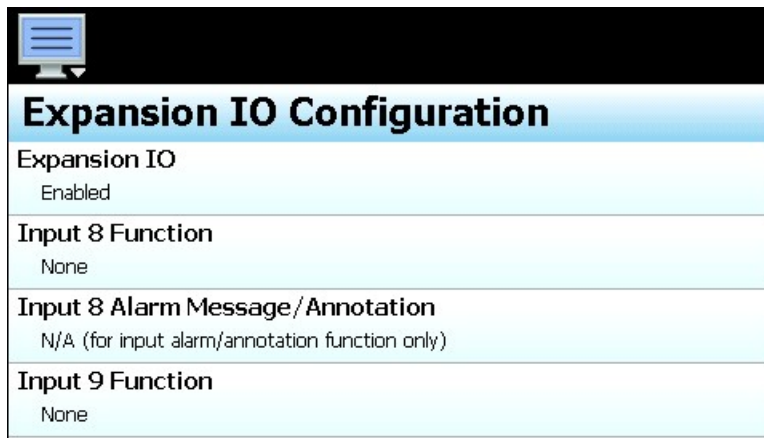 Expansion IO Configuration
Expansion IO
Enabled
Input 8 Function
None
Input 8 Alarm Message/Annotation
N/A (for input alarm/annotation function only)
Input 9 Function
None